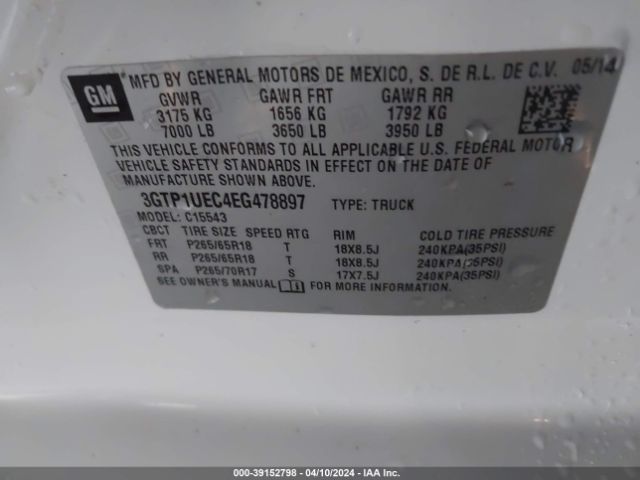 GM
MFD BY GENERAL MOTORS DE MEXICO, S. DE R.L. DE C.V. 05/14
GVWR GAWR FRT GAWR RR
3175 KG 1656 KG 1792 KG
7000 LB 3650 LB 3950 LB
THIS VEHICLE CONFORMS TO ALL APPLICABLE U.S. FEDERAL MOTOR
VEHICLE SAFETY STANDARDS IN EFFECT ON THE DATE OF
MANUFACTURE SHOWN ABOVE.
3GTP1UEC4EG478897 TYPE: TRUCK
MODEL: C15543
CBCT TIRE SIZE SPEED RTG RIM COLD TIRE PRESSURE
FRT P265/65R18 T 18X8.5J 240KPA(35PSI)
RR P265/65R18 T 18X8.5J 240KPA(35PSI)
SPA P265/70R17 S 17X7.5J 240KPA(35PSI)
SEE OWNER'S MANUAL FOR MORE INFORMATION.
000-39152798 - 04/10/2024 - IAA Inc.